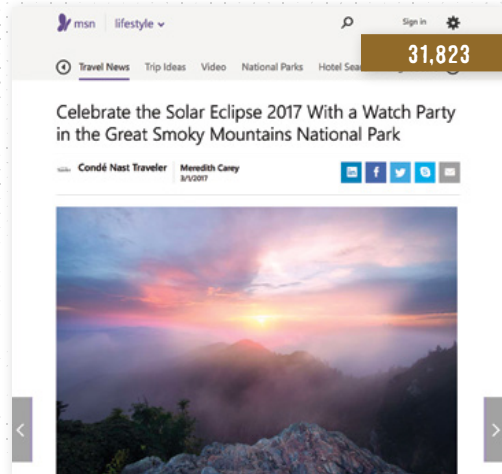 msn lifestyle Sign in
31,823
Travel News Trip Ideas Video National Parks Hotel
Celebrate the Solar Eclipse 2017 With a Watch Party
in the Great Smoky Mountains National Park
Condé Nast Traveler Meredith Carey
3/1/2017